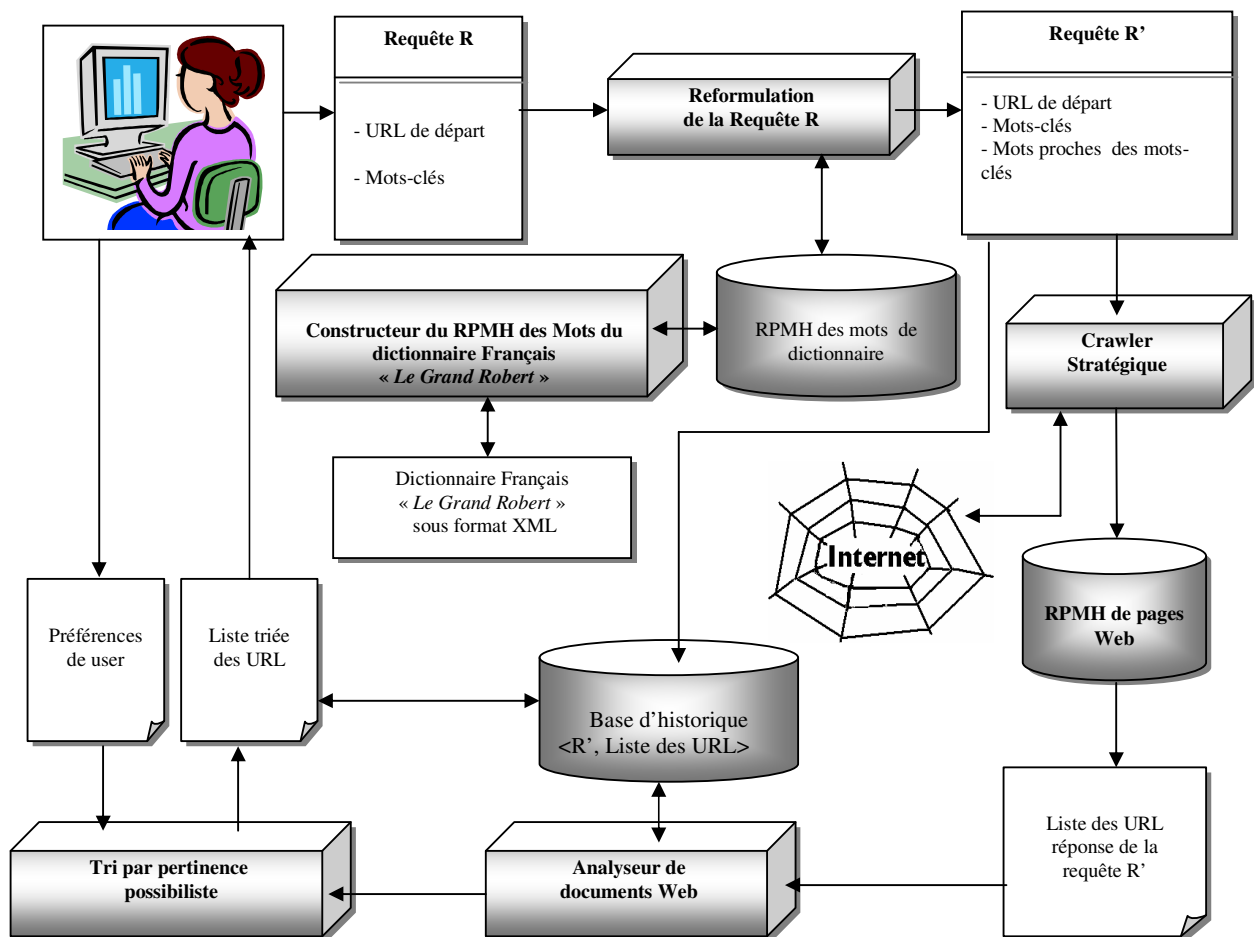 Requête R
- URL de départ
- Mots-clés
Reformulation
de la Requête R
Requête R’
- URL de départ
- Mots-clés
- Mots proches des mots-
clés
Constructeur du RPMH des Mots du
dictionnaire Français
« Le Grand Robert »
RPMH des mots de
dictionnaire
Crawler
Stratégique
Dictionnaire Français
« Le Grand Robert »
sous format XML
Internet
Préférences
de user
Liste triée
des URL
RPMH de pages
Web
Base d’historique
<R’, Liste des URL>
Tri par pertinence
possibiliste
Analyseur de
documents Web
Liste des URL
réponse de la
requête R’